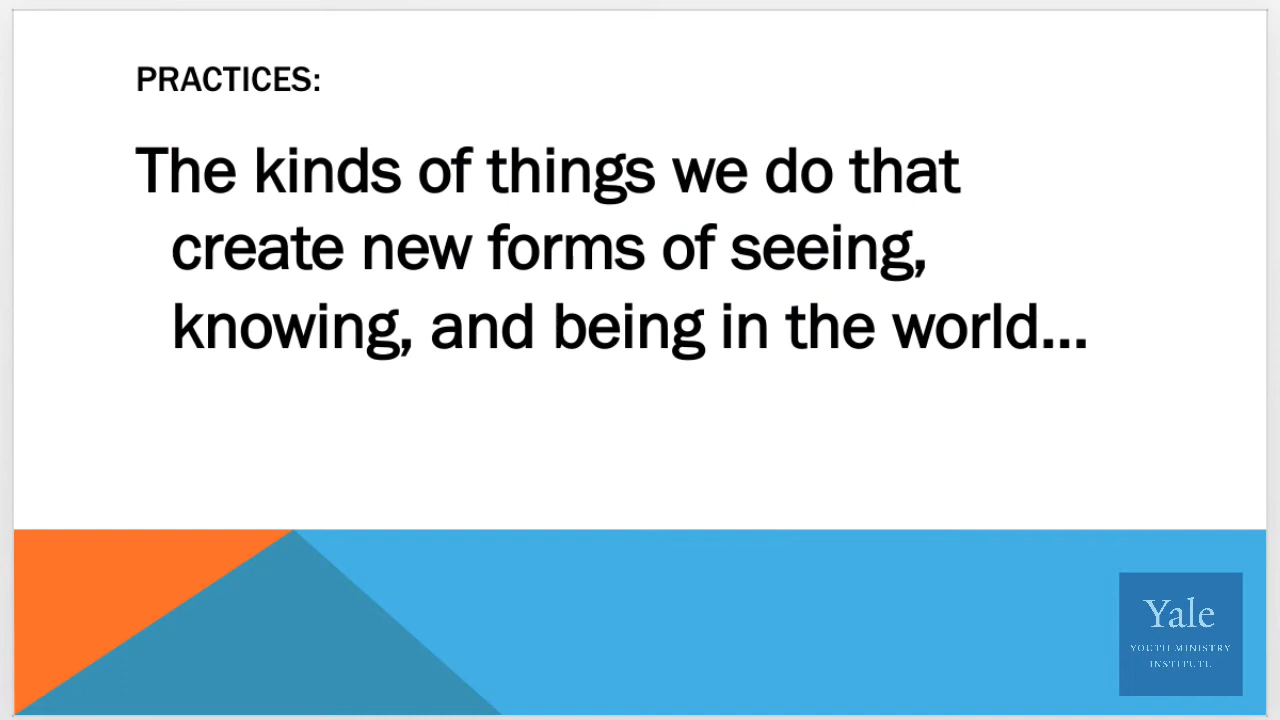 PRACTICES:
The kinds of things we do that
create new forms of seeing,
knowing, and being in the world...
Yale
YOUTH MINISTRY
INSTITUTE